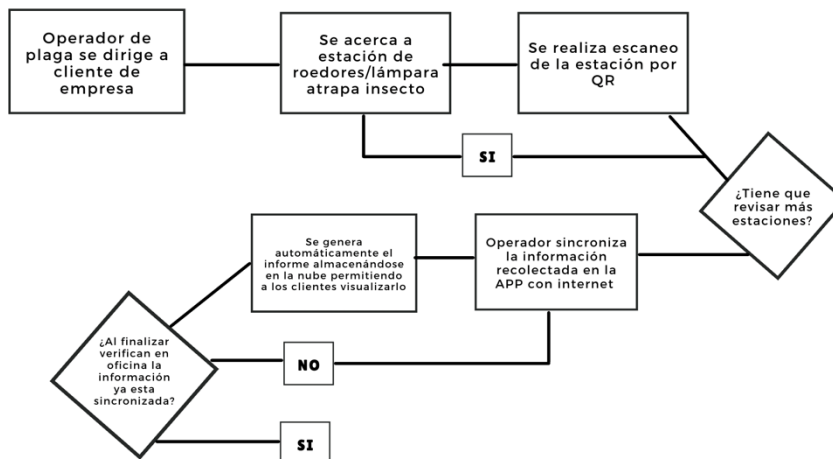 Operador de
plaga se dirige a
cliente de
empresa
Se acerca a
estación de
roedores/lámpara
atrapa insecto
Se realiza escaneo
de la estación por
QR
SI
¿Tiene que
revisar más
estaciones?
Se genera
automáticamente el
informe almacenándose
en la nube permitiendo
a los clientes visualizarlo
Operador sincroniza
la información
recolectada en la
APP con internet
¿Al finalizar
verifican en
oficina la
información
ya esta
sincronizada?
NO
SI